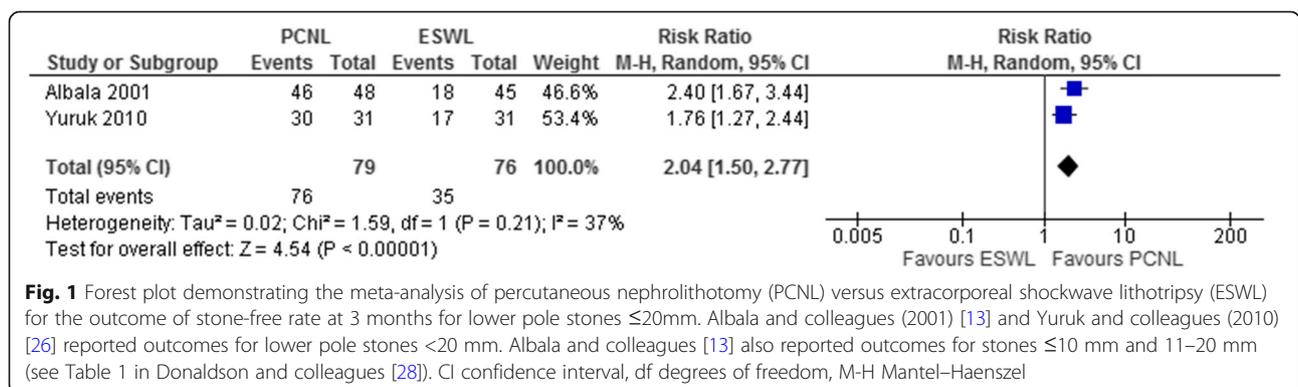 PCNL ESWL Risk Ratio Risk Ratio
Study or Subgroup Events Total Events Total Weight M-H, Random, 95% CI M-H, Random, 95% CI
Albala 2001 46 48 18 45 46.6% 2.40 [1.67, 3.44]
Yuruk 2010 30 31 17 31 53.4% 1.76 [1.27, 2.44]
Total (95% CI) 79 76 100.0% 2.04 [1.50, 2.77]
Total events 76 35
Heterogeneity: Tau² = 0.02; Chi² = 1.59, df = 1 (P = 0.21); I² = 37%
Test for overall effect: Z = 4.54 (P < 0.00001)
0.005 0.1 1 10 200
Favours ESWL Favours PCNL
Fig. 1 Forest plot demonstrating the meta-analysis of percutaneous nephrolithotomy (PCNL) versus extracorporeal shockwave lithotripsy (ESWL)
for the outcome of stone-free rate at 3 months for lower pole stones ≤20mm. Albala and colleagues (2001) [13] and Yuruk and colleagues (2010)
[26] reported outcomes for lower pole stones <20 mm. Albala and colleagues [13] also reported outcomes for stones ≤10 mm and 11–20 mm
(see Table 1 in Donaldson and colleagues [28]). CI confidence interval, df degrees of freedom, M-H Mantel–Haenszel